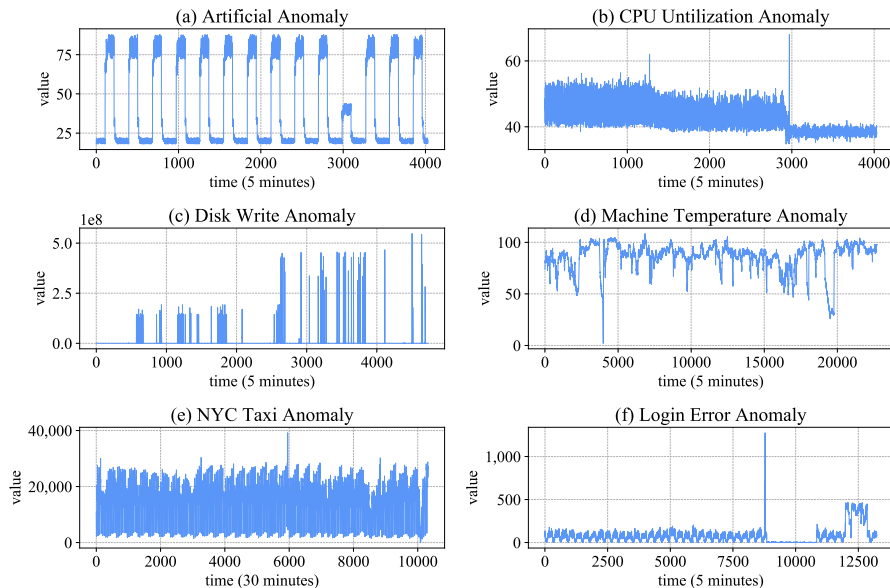 (a) Artificial Anomaly
value
75
50
25
0 1000 2000 3000 4000
time (5 minutes)
(b) CPU Untilization Anomaly
value
60
40
0 1000 2000 3000 4000
time (5 minutes)
(c) Disk Write Anomaly
1e8
value
5.0
2.5
0.0
0 1000 2000 3000 4000
time (5 minutes)
(d) Machine Temperature Anomaly
value
100
50
0
0 5000 10000 15000 20000
time (5 minutes)
(e) NYC Taxi Anomaly
value
40,000
20,000
0
0 2000 4000 6000 8000 10000
time (30 minutes)
(f) Login Error Anomaly
value
1,000
500
0
0 2500 5000 7500 10000 12500
time (5 minutes)